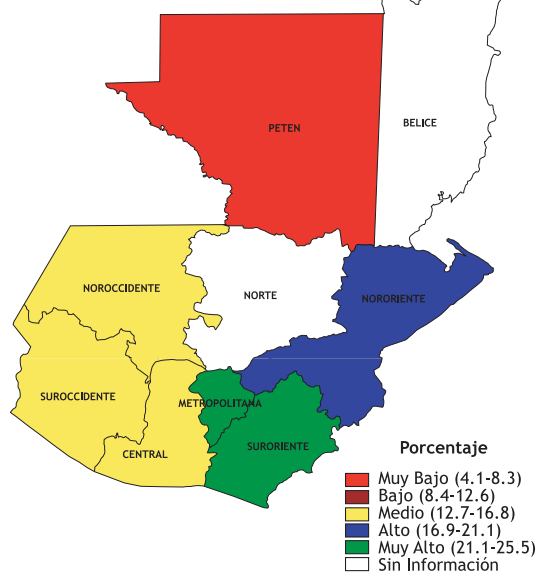 PETEN
BELICE
NOROCCIDENTE
NORTE
NORORIENTE
SUROCCIDENTE
METROPOLITANA
CENTRAL
SURORIENTE
Porcentaje
Muy Bajo (4.1-8.3)
Bajo (8.4-12.6)
Medio (12.7-16.8)
Alto (16.9-21.1)
Muy Alto (21.1-25.5)
Sin Información